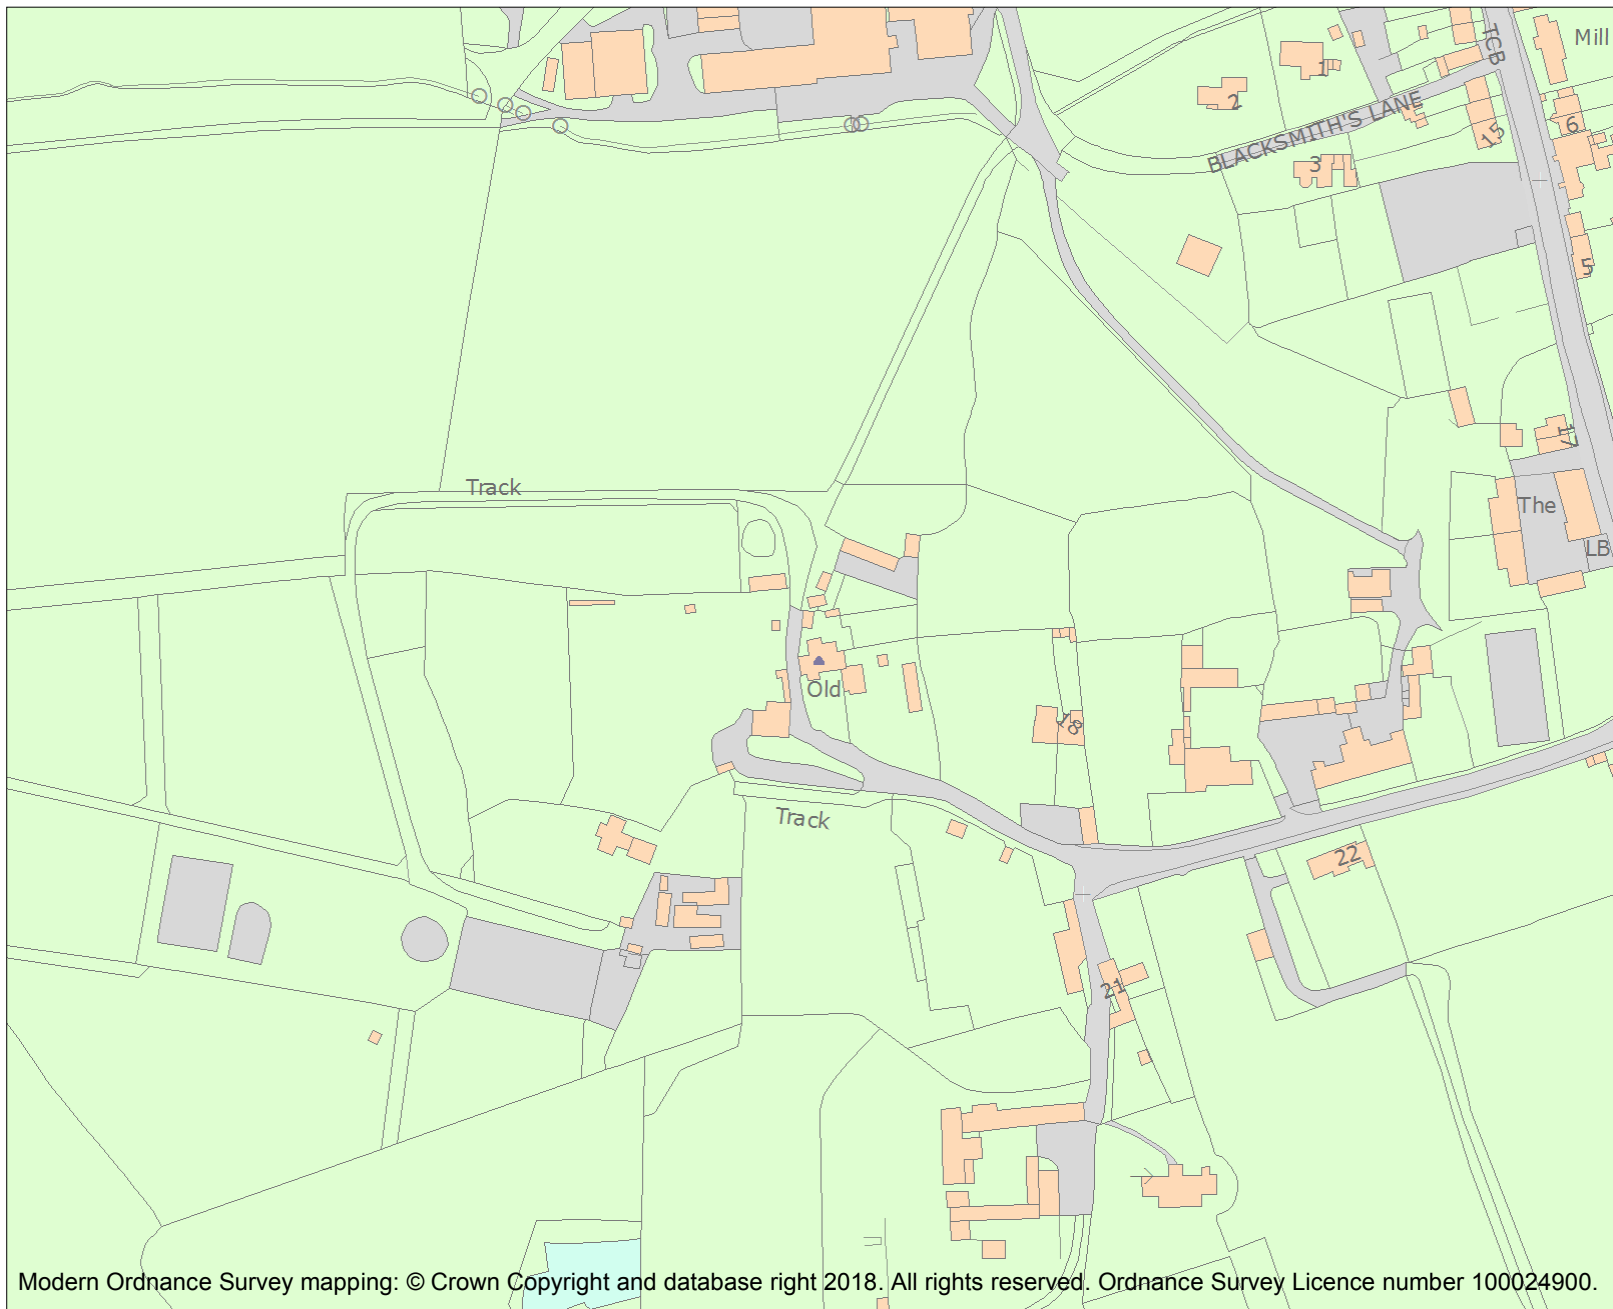 TCB
Mill
1
2
BLACKSMITH'S LANE
6
15
3
5
17
Track
The
LB
Old
18
Track
22
21
Modern Ordnance Survey mapping: © Crown Copyright and database right 2018. All rights reserved. Ordnance Survey Licence number 100024900.